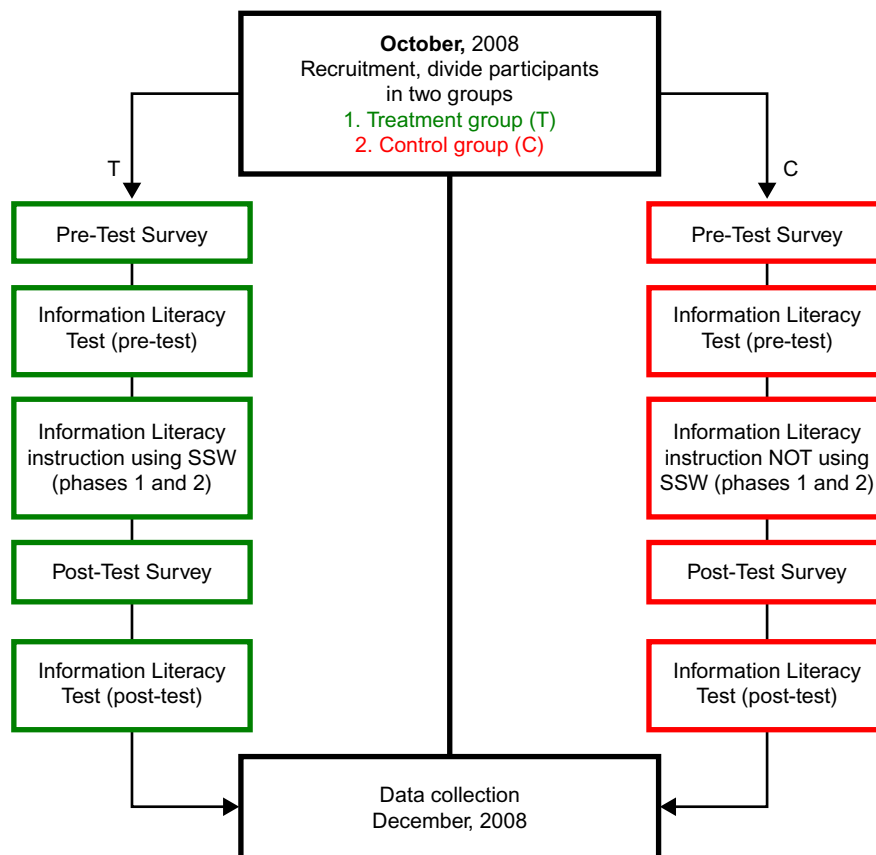 October, 2008
Recruitment, divide participants
in two groups
1. Treatment group (T)
2. Control group (C)
T
C
Pre-Test Survey
Information Literacy
Test (pre-test)
Information Literacy
instruction using SSW
(phases 1 and 2)
Post-Test Survey
Information Literacy
Test (post-test)
Pre-Test Survey
Information Literacy
Test (pre-test)
Information Literacy
instruction NOT using
SSW (phases 1 and 2)
Post-Test Survey
Information Literacy
Test (post-test)
Data collection
December, 2008